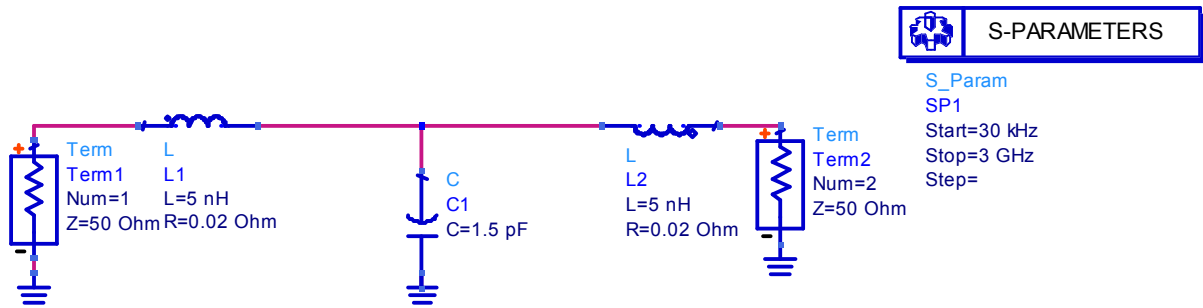 S-PARAMETERS
S_Param
SP1
Start=30 kHz
Stop=3 GHz
Step=
+
Term
Term1
Num=1
Z=50 Ohm
-
L
L1
L=5 nH
R=0.02 Ohm
C
C1
C=1.5 pF
L
L2
L=5 nH
R=0.02 Ohm
+
Term
Term2
Num=2
Z=50 Ohm
-